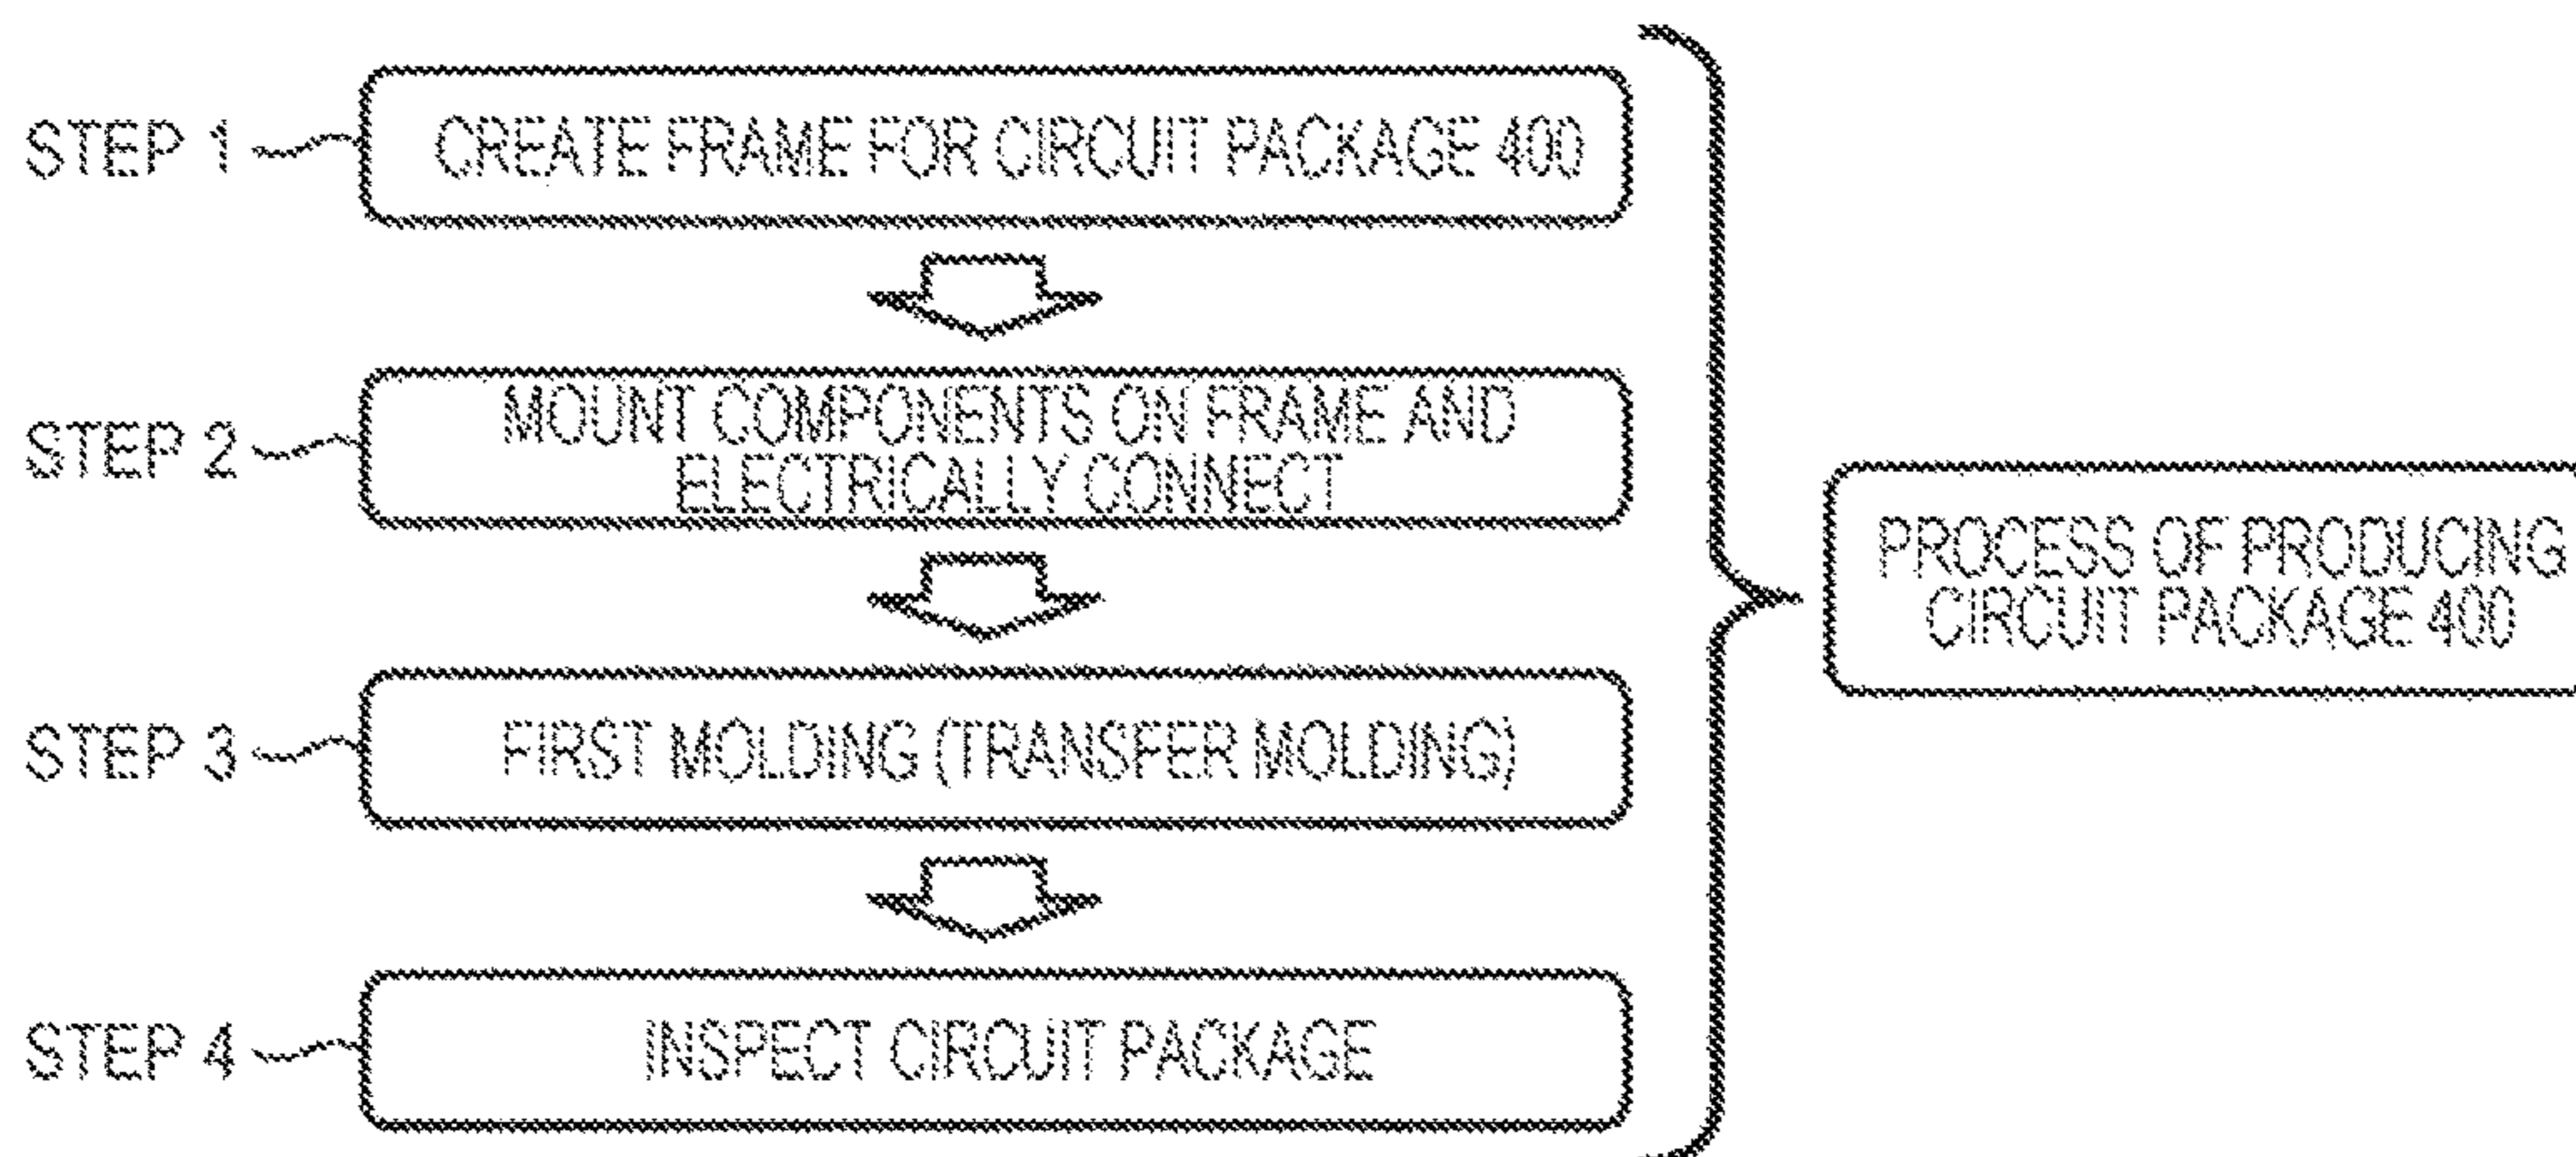 STEP 1
CREATE FRAME FOR CIRCUIT PACKAGE 400
STEP 2
MOUNT COMPONENTS ON FRAME AND
ELECTRICALLY CONNECT
STEP 3
FIRST MOLDING (TRANSFER MOLDING)
STEP 4
INSPECT CIRCUIT PACKAGE
PROCESS OF PRODUCING
CIRCUIT PACKAGE 400